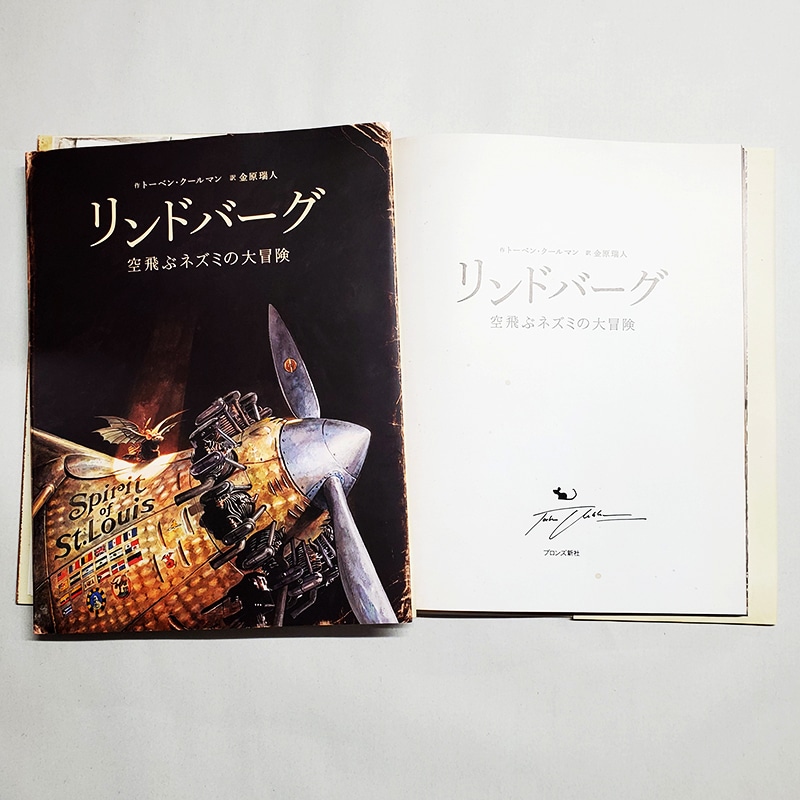 作 トーベン・クールマン 訳 金原瑞人
リンドバーグ
空飛ぶネズミの大冒険
Spirit
of
St. Louis
作 トーベン・クールマン 訳 金原瑞人
リンドバーグ
空飛ぶネズミの大冒険
ブロンズ新社